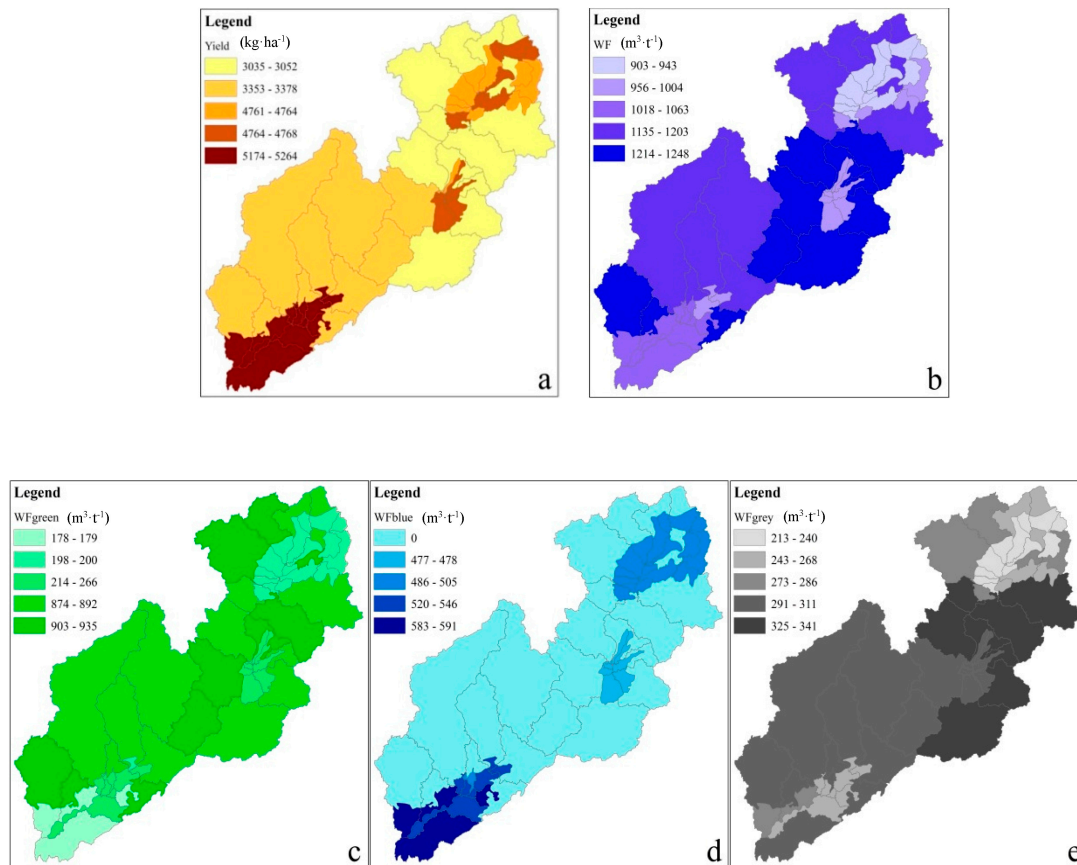 Legend
Yield (kg·ha⁻¹)
3035 - 3052
3353 - 3378
4761 - 4764
4764 - 4768
5174 - 5264
a
Legend
WF (m³·t⁻¹)
903 - 943
956 - 1004
1018 - 1063
1135 - 1203
1214 - 1248
b
Legend
WFgreen (m³·t⁻¹)
178 - 179
198 - 200
214 - 266
874 - 892
903 - 935
c
Legend
WFblue (m³·t⁻¹)
0
477 - 478
486 - 505
520 - 546
583 - 591
d
Legend
WFgrey (m³·t⁻¹)
213 - 240
243 - 268
273 - 286
291 - 311
325 - 341
e